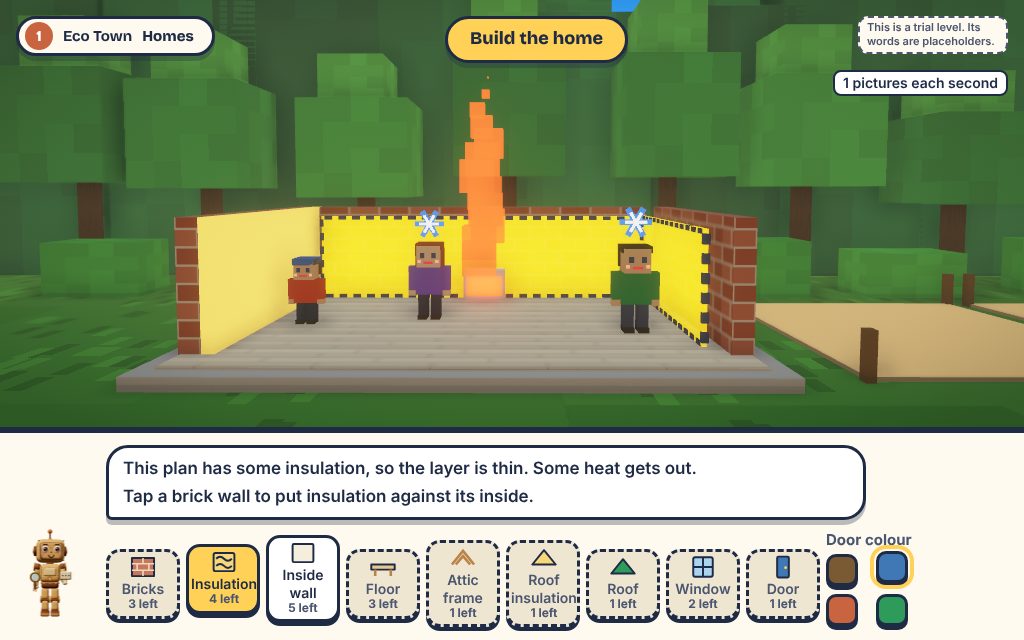 1 Eco Town Homes
Build the home
This is a trial level. Its
words are placeholders.
1 pictures each second
This plan has some insulation, so the layer is thin. Some heat gets out.
Tap a brick wall to put insulation against its inside.
Bricks
3 left
Insulation
4 left
Inside
wall
5 left
Floor
3 left
Attic
frame
1 left
Roof
insulation
1 left
Roof
1 left
Window
2 left
Door
1 left
Door colour